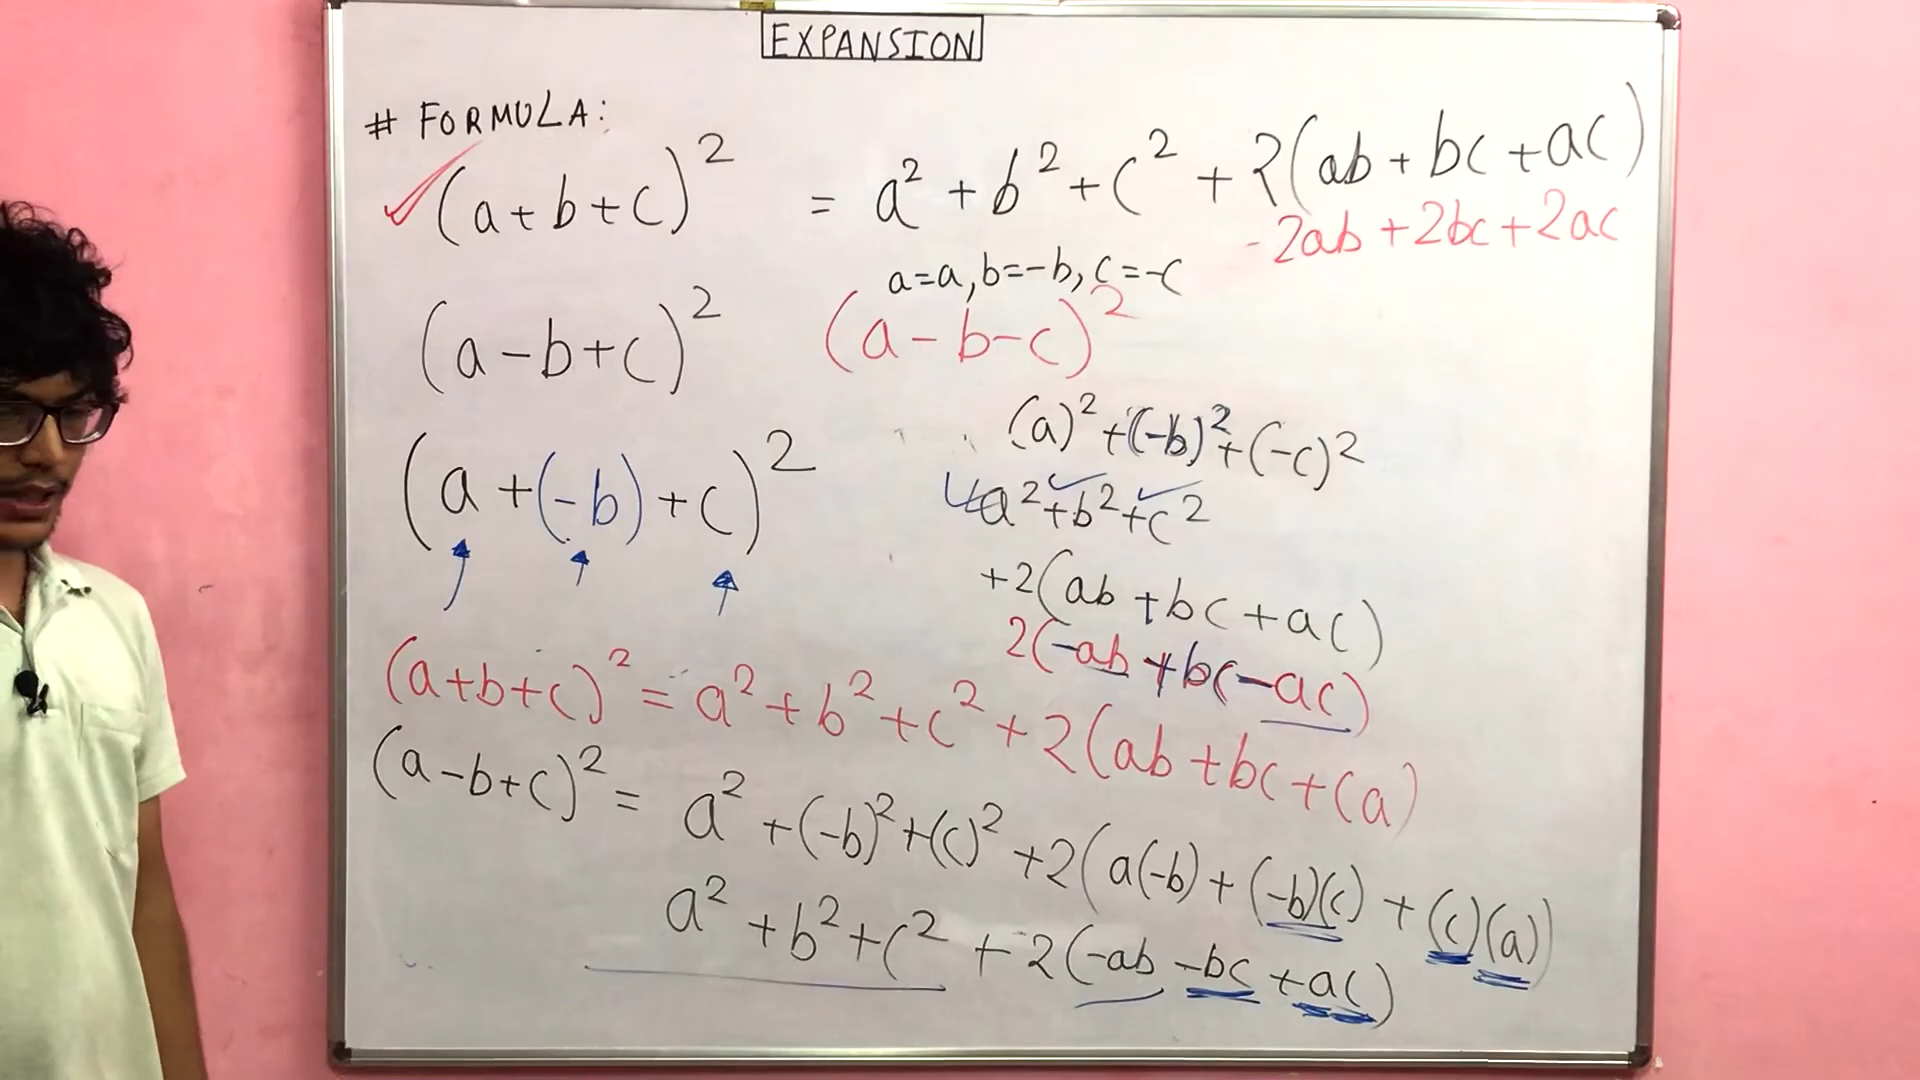 EXPANSION
# FORMULA:
(a+b+c)² = a² + b² + c² + 2(ab + bc + ac)
- 2ab + 2bc + 2ac
a=a, b=-b, c=-c
(a-b+c)²
(a-b-c)²
(a)² + (-b)² + (-c)²
(a + (-b) + c)²
a² + b² + c²
+2(ab + bc + ac)
2(-ab + bc - ac)
(a+b+c)² = a² + b² + c² + 2(ab + bc + ca)
(a-b+c)² = a² + (-b)² + (c)² + 2(a(-b) + (-b)(c) + (c)(a))
a² + b² + c² + 2(-ab - bc + ac)